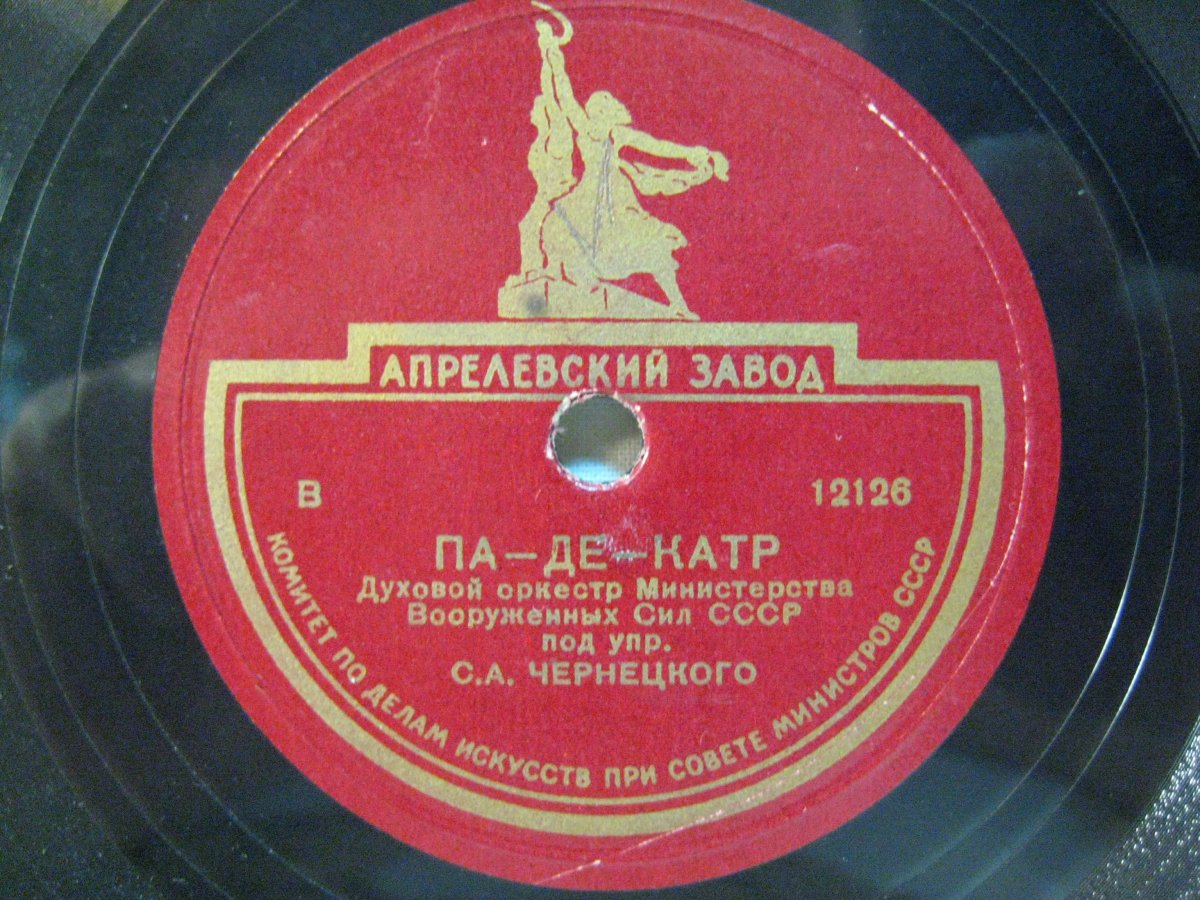 АПРЕЛЕВСКИЙ ЗАВОД
В 12126
ПА-ДЕ-КАТР
Духовой оркестр Министерства
Вооруженных Сил СССР
под упр.
С.А. ЧЕРНЕЦКОГО
КОМИТЕТ ПО ДЕЛАМ ИСКУССТВ ПРИ СОВЕТЕ МИНИСТРОВ СССР